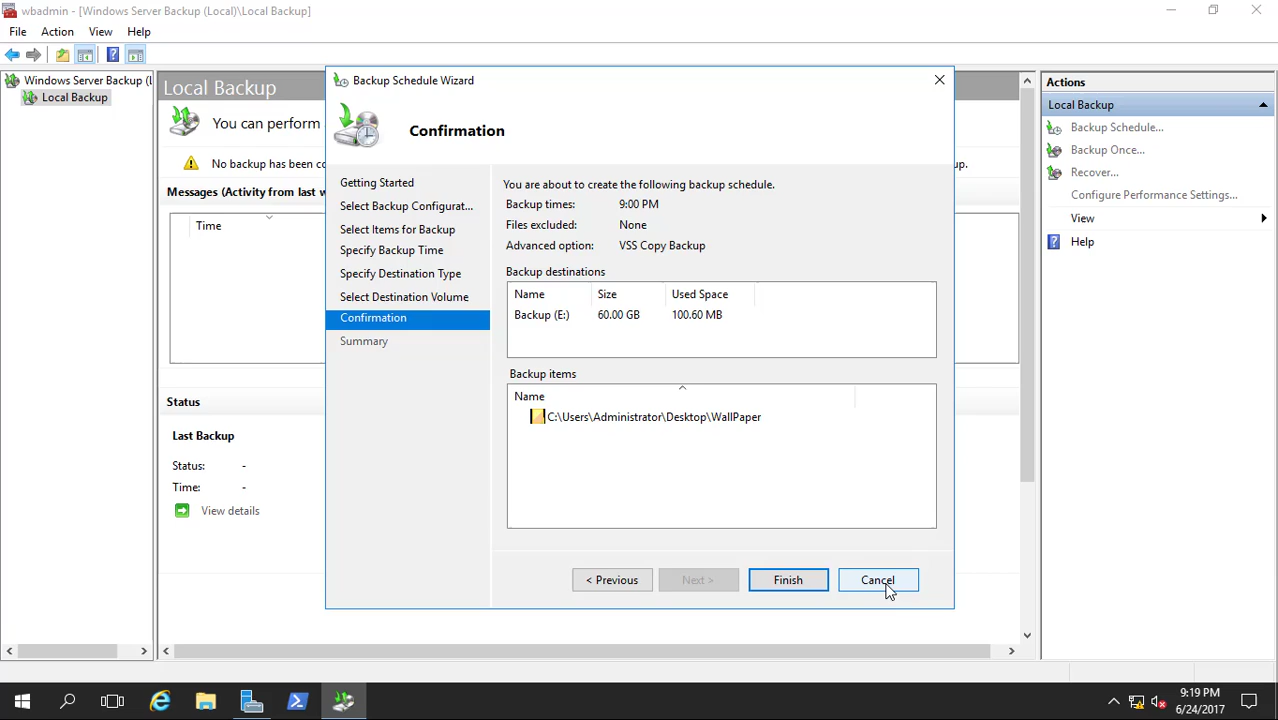 wbadmin - [Windows Server Backup (Local)\Local Backup]
File Action View Help
Windows Server Backup (L
Local Backup
Local Backup
You can perform
No backup has been co
up.
Messages (Activity from last w
Time
Status
Last Backup
Status: -
Time: -
View details
Backup Schedule Wizard
Confirmation
Getting Started
Select Backup Configurat...
Select Items for Backup
Specify Backup Time
Specify Destination Type
Select Destination Volume
Confirmation
Summary
You are about to create the following backup schedule.
Backup times: 9:00 PM
Files excluded: None
Advanced option: VSS Copy Backup
Backup destinations
Name Size Used Space
Backup (E:) 60.00 GB 100.60 MB
Backup items
Name
C:\Users\Administrator\Desktop\WallPaper
< Previous Next > Finish Cancel
Actions
Local Backup
Backup Schedule...
Backup Once...
Recover...
Configure Performance Settings...
View
Help
9:19 PM
6/24/2017